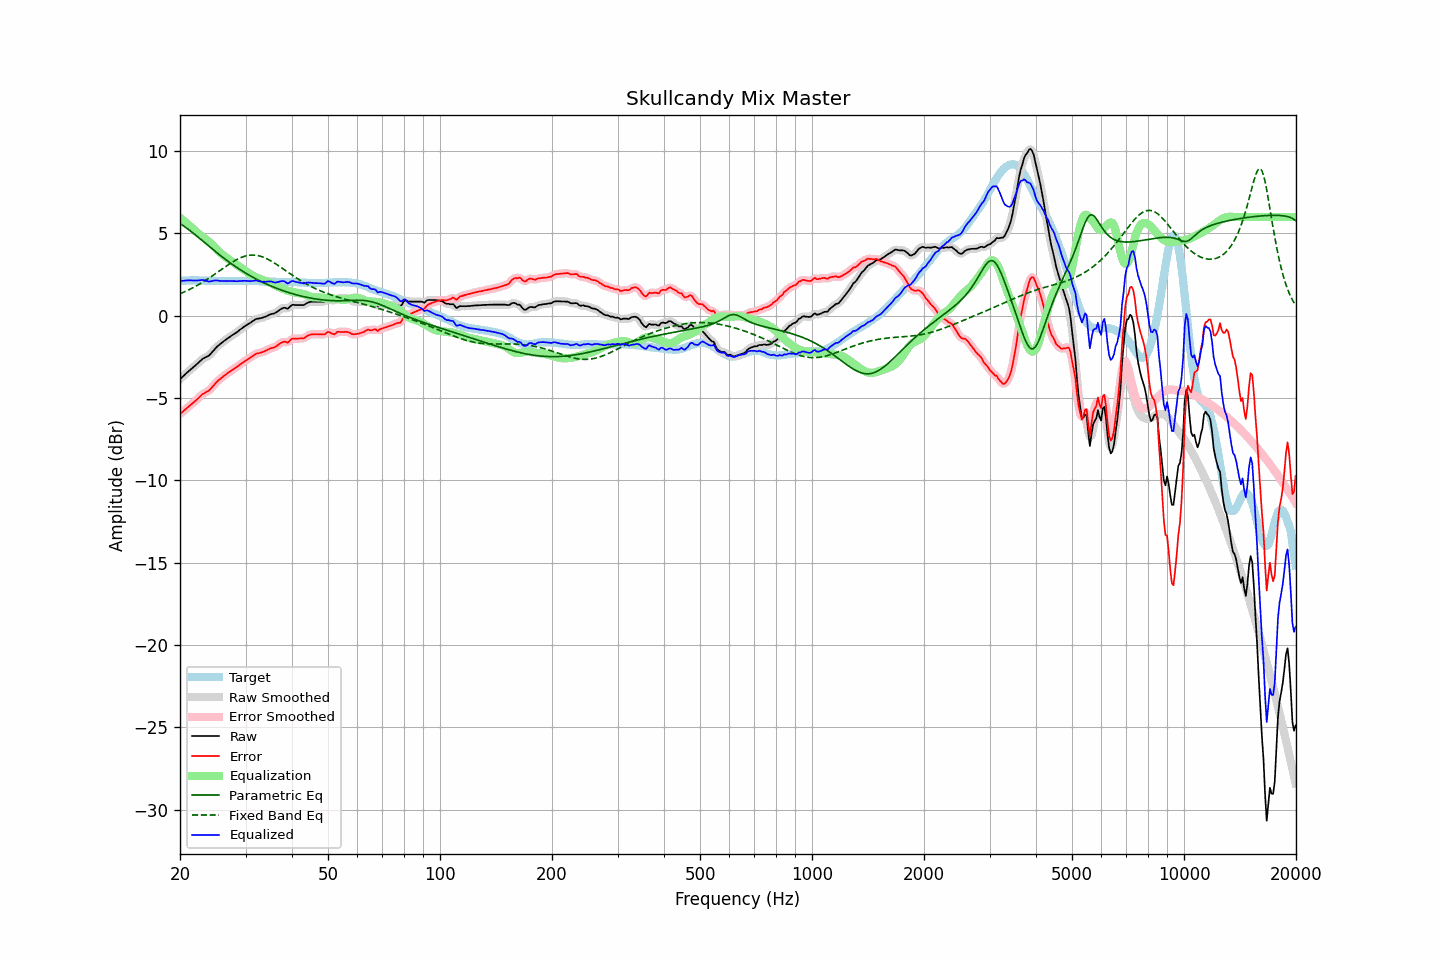 Skullcandy Mix Master
10
5
0
−5
−10
−15
−20
−25
−30
Amplitude (dBr)
Target
Raw Smoothed
Error Smoothed
Raw
Error
Equalization
Parametric Eq
Fixed Band Eq
Equalized
20 50 100 200 500 1000 2000 5000 10000 20000
Frequency (Hz)